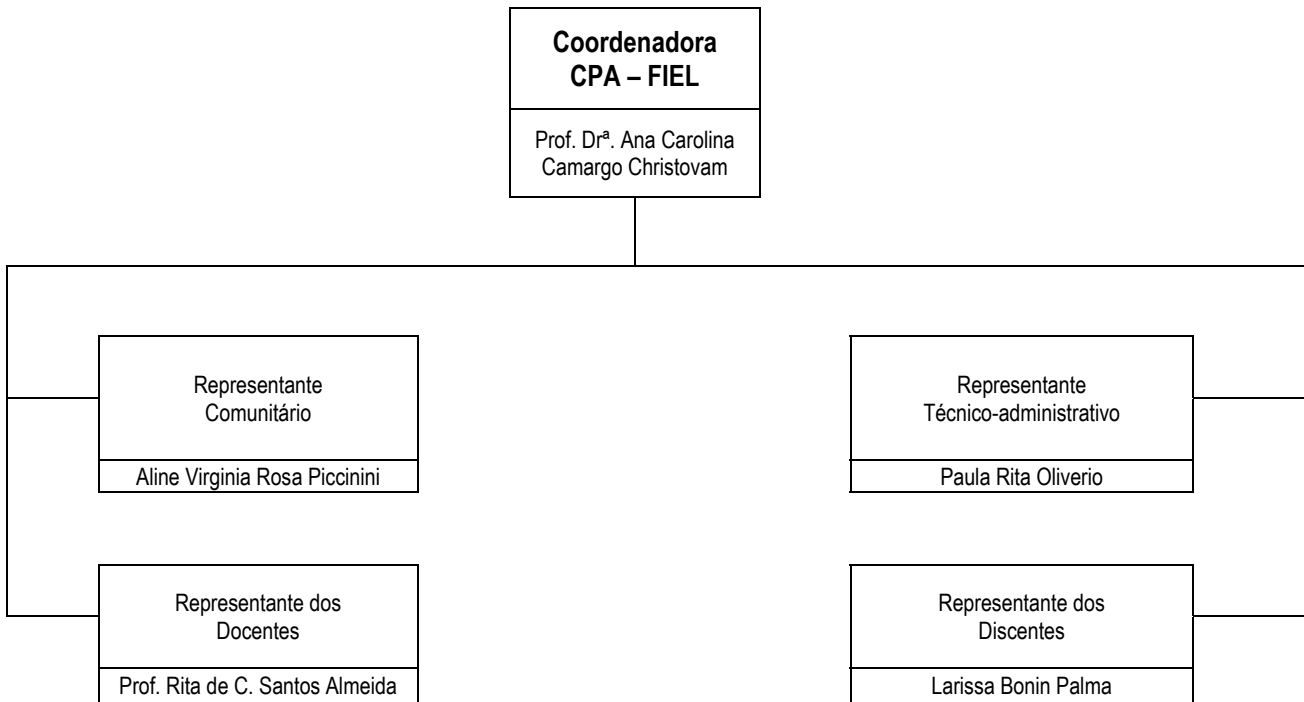 Coordenadora
CPA – FIEL
Prof. Drª. Ana Carolina
Camargo Christovam
Representante
Comunitário
Aline Virginia Rosa Piccinini
Representante
Técnico-administrativo
Paula Rita Oliverio
Representante dos
Docentes
Prof. Rita de C. Santos Almeida
Representante dos
Discentes
Larissa Bonin Palma